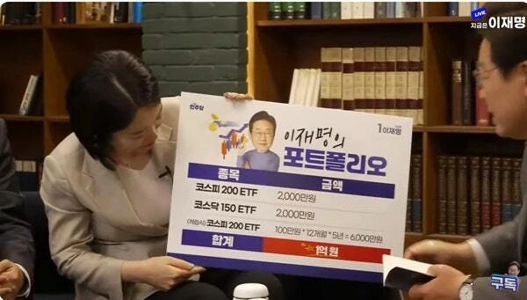 LIVE
지금은 이재명
민주당
1 이재명
이재명의
포트폴리오
종목 금액
코스피 200 ETF 2,000만원
코스닥 150 ETF 2,000만원
(적립식) 코스피 200 ETF 100만원 * 12개월 * 5년 = 6,000만원
합계 1억 원
구독